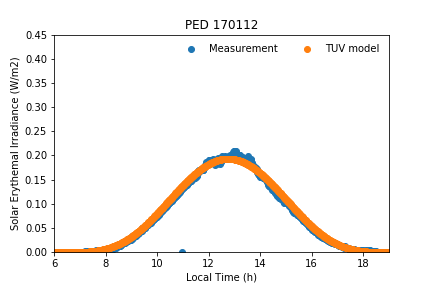 PED 170112
Measurement
TUV model
Solar Erythemal Irradiance (W/m2)
0.45
0.40
0.35
0.30
0.25
0.20
0.15
0.10
0.05
0.00
6 8 10 12 14 16 18
Local Time (h)